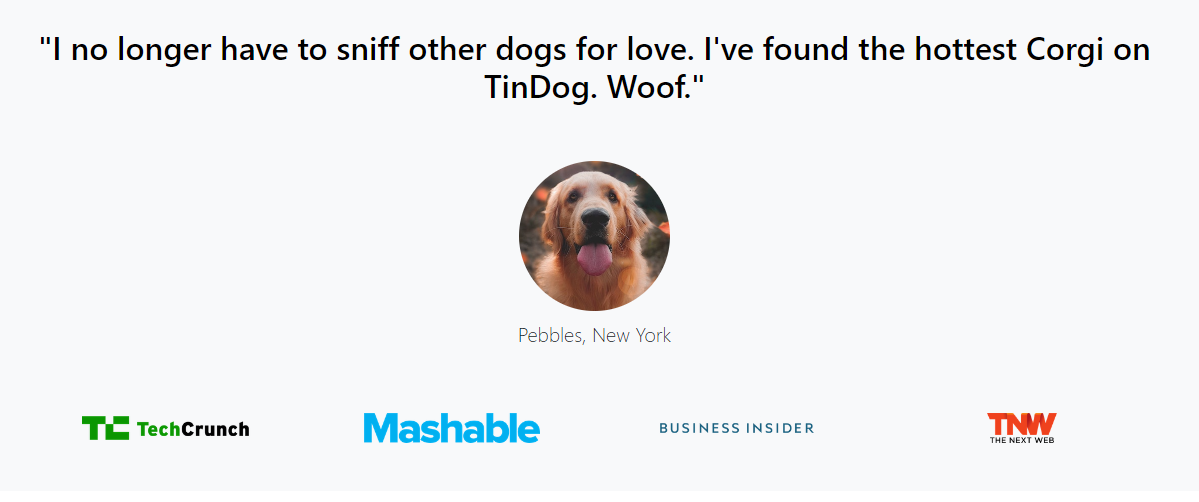 "I no longer have to sniff other dogs for love. I've found the hottest Corgi on
TinDog. Woof."
Pebbles, New York
TC TechCrunch
Mashable
BUSINESS INSIDER
TNW
THE NEXT WEB